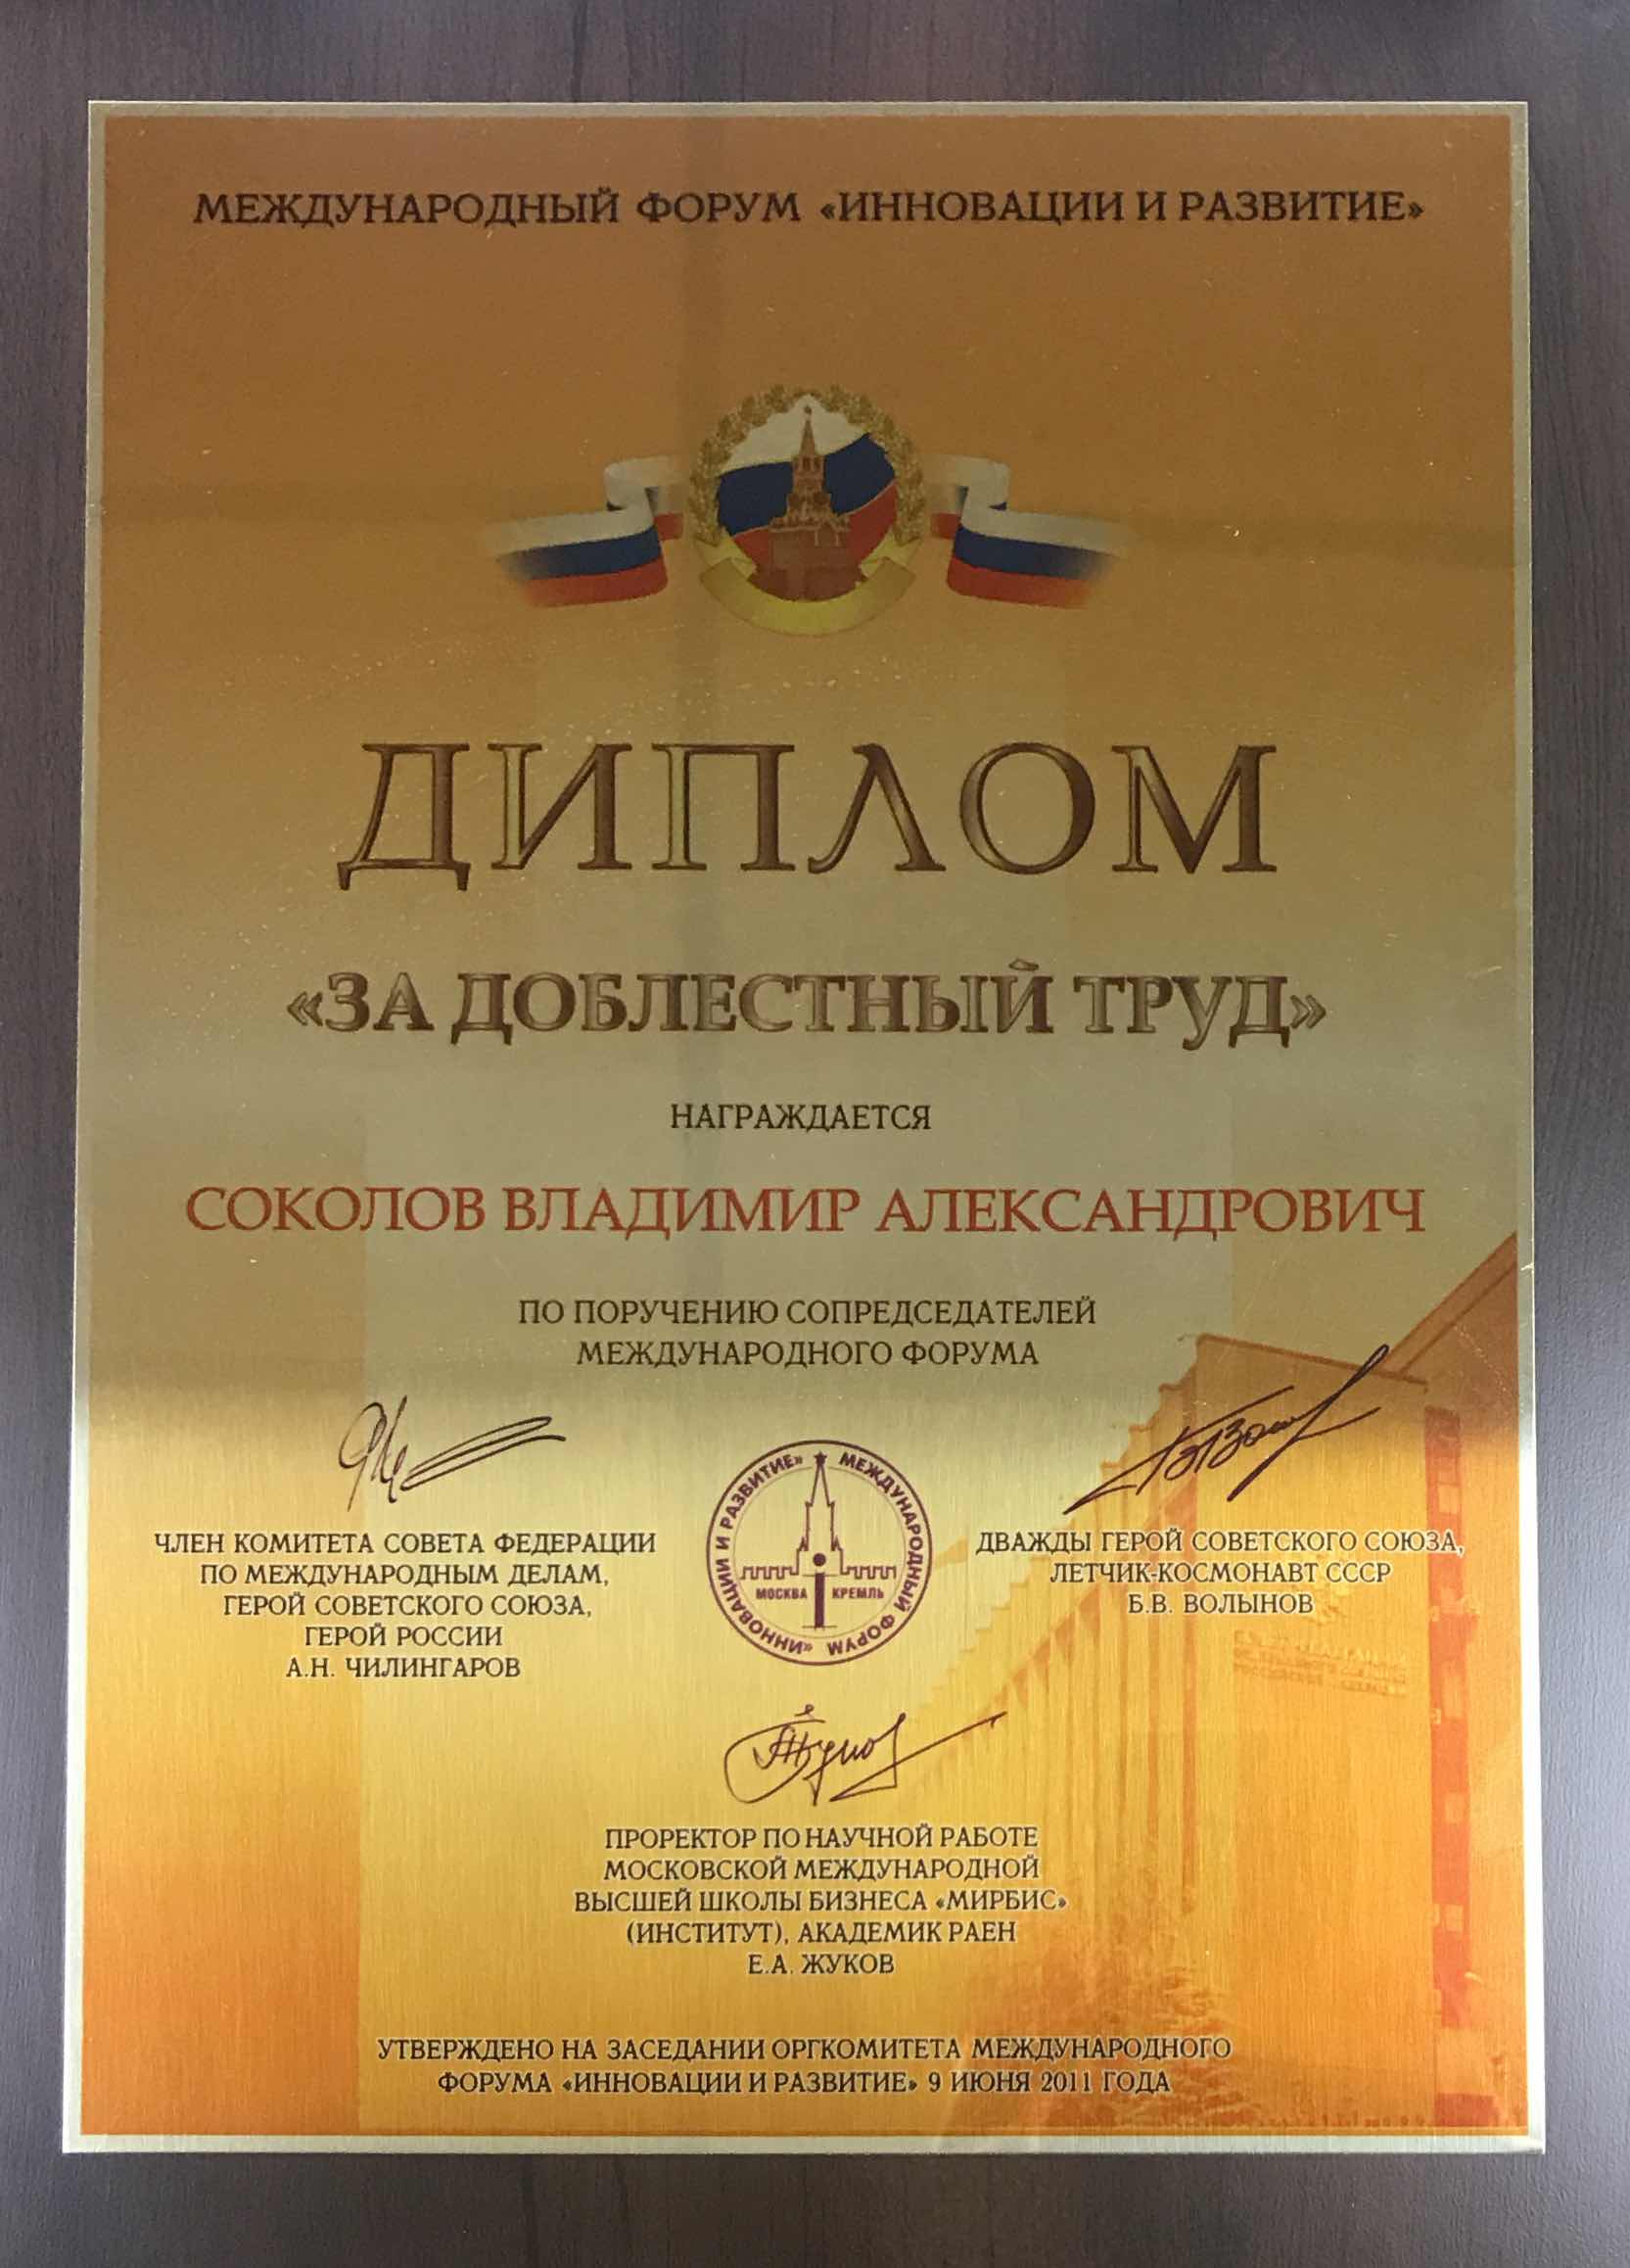 МЕЖДУНАРОДНЫЙ ФОРУМ «ИННОВАЦИИ И РАЗВИТИЕ»
ДИПЛОМ
«ЗА ДОБЛЕСТНЫЙ ТРУД»
НАГРАЖДАЕТСЯ
СОКОЛОВ ВЛАДИМИР АЛЕКСАНДРОВИЧ
ПО ПОРУЧЕНИЮ СОПРЕДСЕДАТЕЛЕЙ
МЕЖДУНАРОДНОГО ФОРУМА
ЧЛЕН КОМИТЕТА СОВЕТА ФЕДЕРАЦИИ
ПО МЕЖДУНАРОДНЫМ ДЕЛАМ,
ГЕРОЙ СОВЕТСКОГО СОЮЗА,
ГЕРОЙ РОССИИ
А.Н. ЧИЛИНГАРОВ
МЕЖДУНАРОДНЫЙ ФОРУМ «ИННОВАЦИИ И РАЗВИТИЕ»
МОСКВА КРЕМЛЬ
ДВАЖДЫ ГЕРОЙ СОВЕТСКОГО СОЮЗА,
ЛЕТЧИК-КОСМОНАВТ СССР
Б.В. ВОЛЫНОВ
ПРОРЕКТОР ПО НАУЧНОЙ РАБОТЕ
МОСКОВСКОЙ МЕЖДУНАРОДНОЙ
ВЫСШЕЙ ШКОЛЫ БИЗНЕСА «МИРБИС»
(ИНСТИТУТ), АКАДЕМИК РАЕН
Е.А. ЖУКОВ
УТВЕРЖДЕНО НА ЗАСЕДАНИИ ОРГКОМИТЕТА МЕЖДУНАРОДНОГО
ФОРУМА «ИННОВАЦИИ И РАЗВИТИЕ» 9 ИЮНЯ 2011 ГОДА